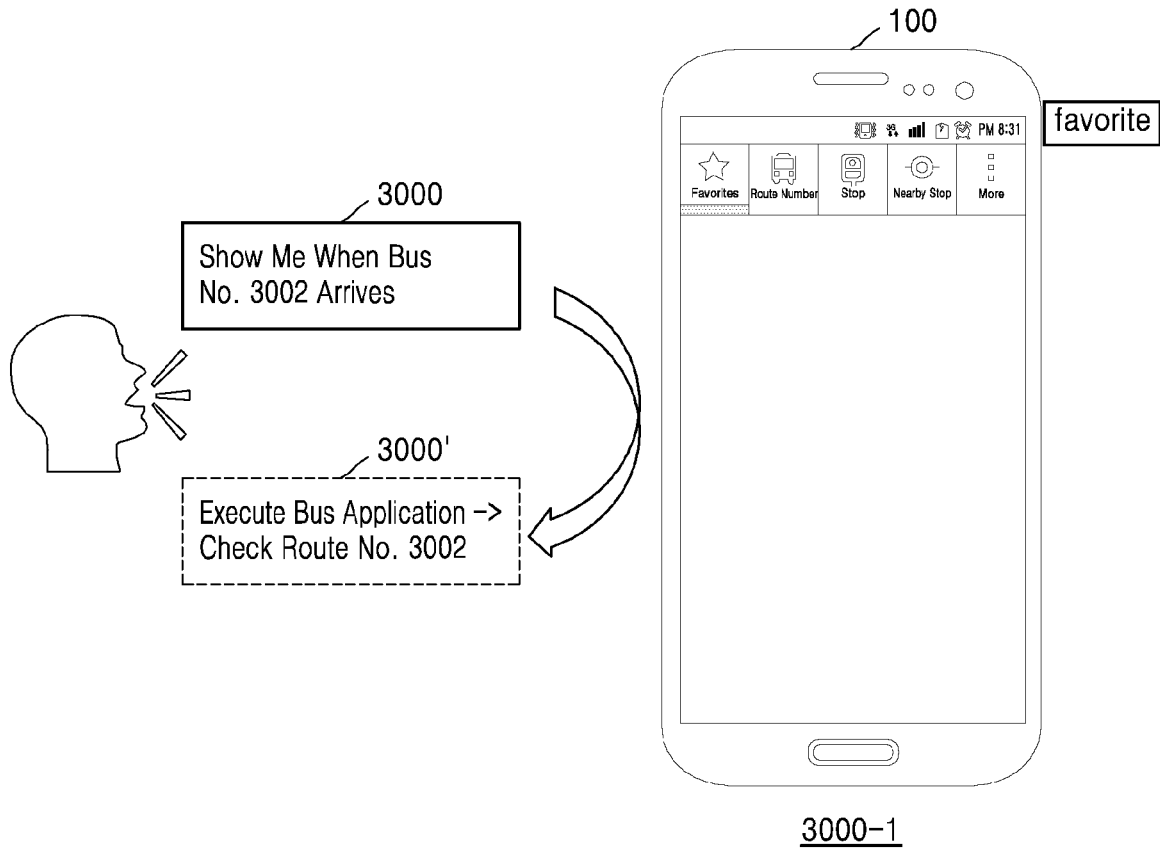 100
favorite
PM 8:31
Favorites
Route Number
Stop
Nearby Stop
More
3000
Show Me When Bus
No. 3002 Arrives
3000'
Execute Bus Application ->
Check Route No. 3002
3000-1